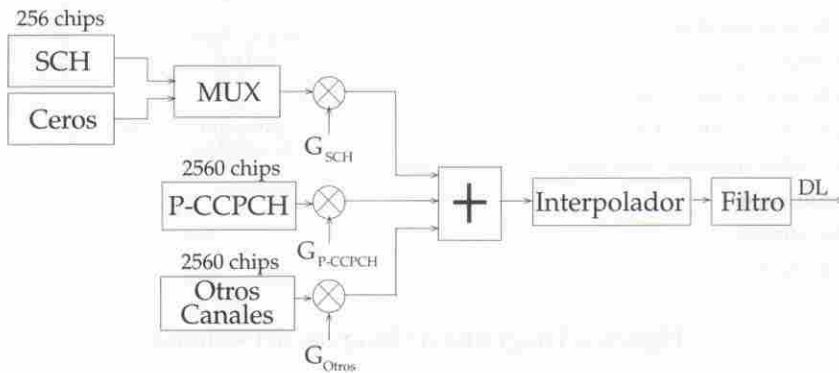 256 chips
SCH
Ceros
MUX
G_SCH
2560 chips
P-CCPCH
G_P-CCPCH
2560 chips
Otros
Canales
G_Otros
+
Interpolador
Filtro
DL